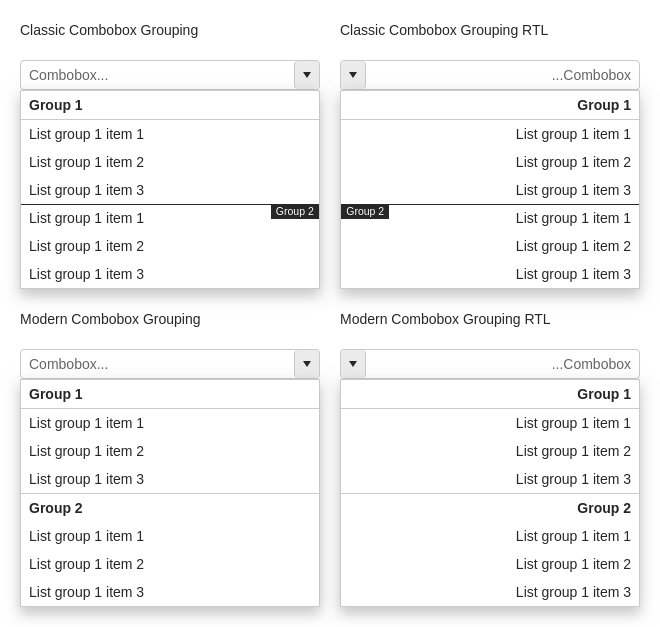 Classic Combobox Grouping
Combobox...
Group 1
List group 1 item 1
List group 1 item 2
List group 1 item 3
List group 1 item 1
Group 2
List group 1 item 2
List group 1 item 3
Classic Combobox Grouping RTL
...Combobox
Group 1
List group 1 item 1
List group 1 item 2
List group 1 item 3
Group 2
List group 1 item 1
List group 1 item 2
List group 1 item 3
Modern Combobox Grouping
Combobox...
Group 1
List group 1 item 1
List group 1 item 2
List group 1 item 3
Group 2
List group 1 item 1
List group 1 item 2
List group 1 item 3
Modern Combobox Grouping RTL
...Combobox
Group 1
List group 1 item 1
List group 1 item 2
List group 1 item 3
Group 2
List group 1 item 1
List group 1 item 2
List group 1 item 3